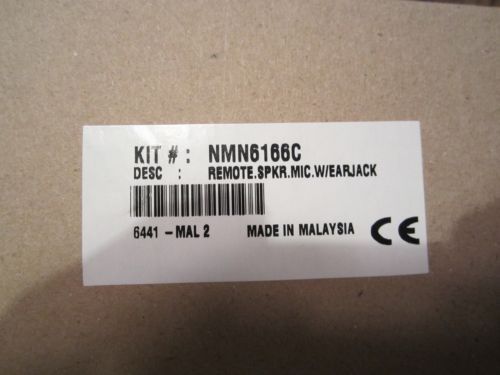 KIT # : NMN6166C
DESC : REMOTE.SPKR.MIC.W/EARJACK
6441 -MAL 2 MADE IN MALAYSIA CE